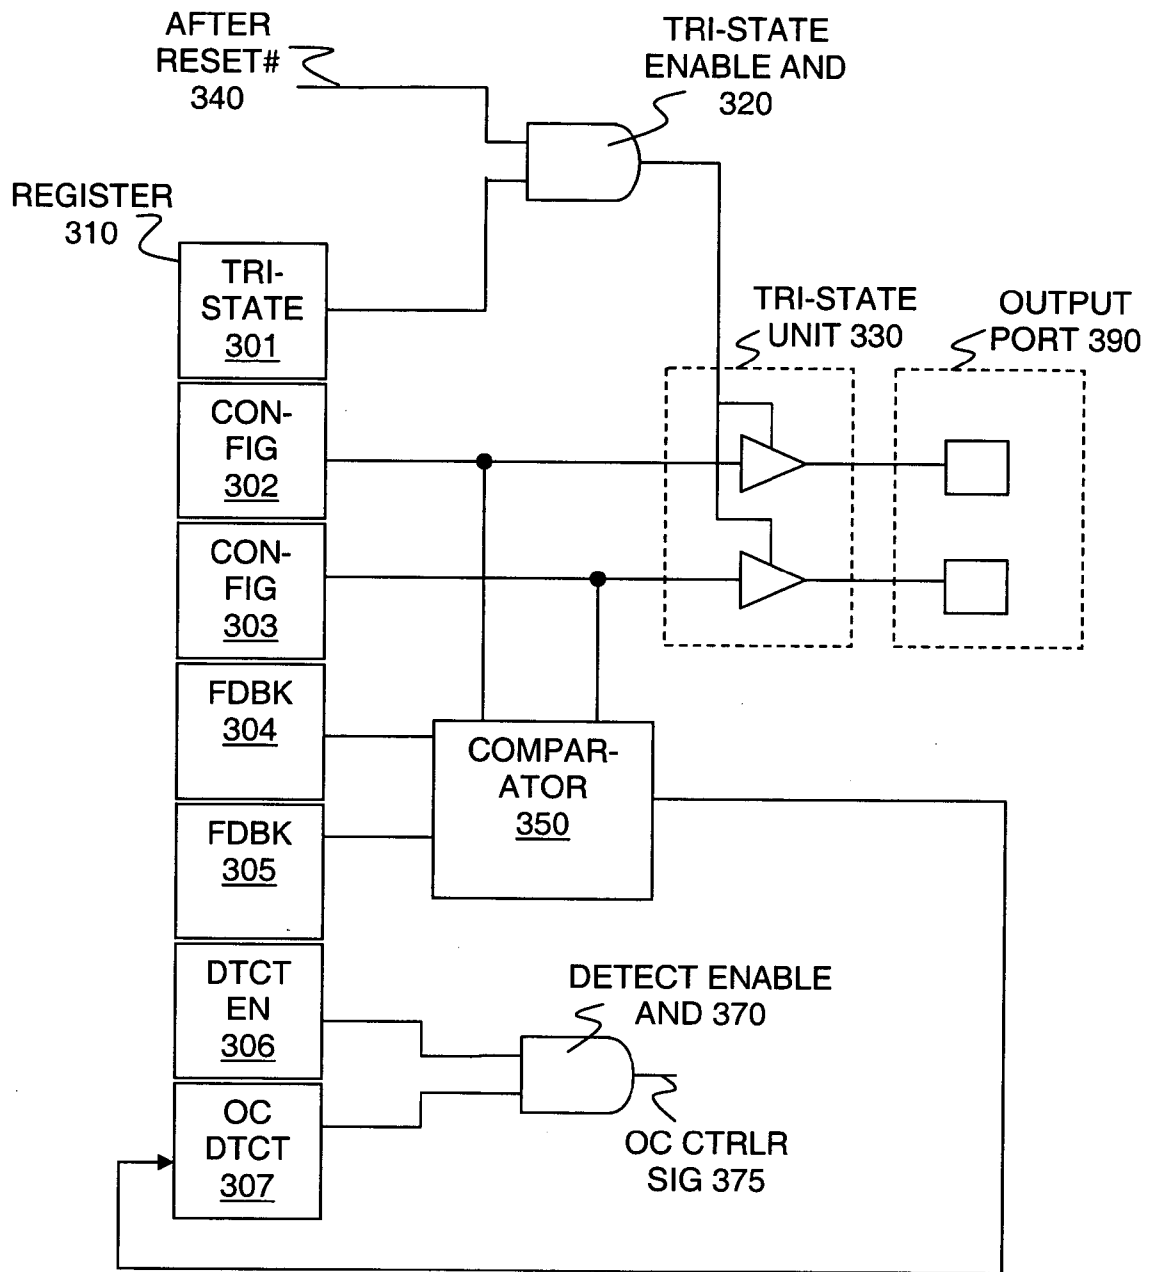 AFTER
RESET#
340
TRI-STATE
ENABLE AND
320
REGISTER
310
TRI-
STATE
301
TRI-STATE
UNIT 330
OUTPUT
PORT 390
CON-
FIG
302
CON-
FIG
303
FDBK
304
COMPAR-
ATOR
350
FDBK
305
DTCT
EN
306
DETECT ENABLE
AND 370
OC
DTCT
307
OC CTRLR
SIG 375